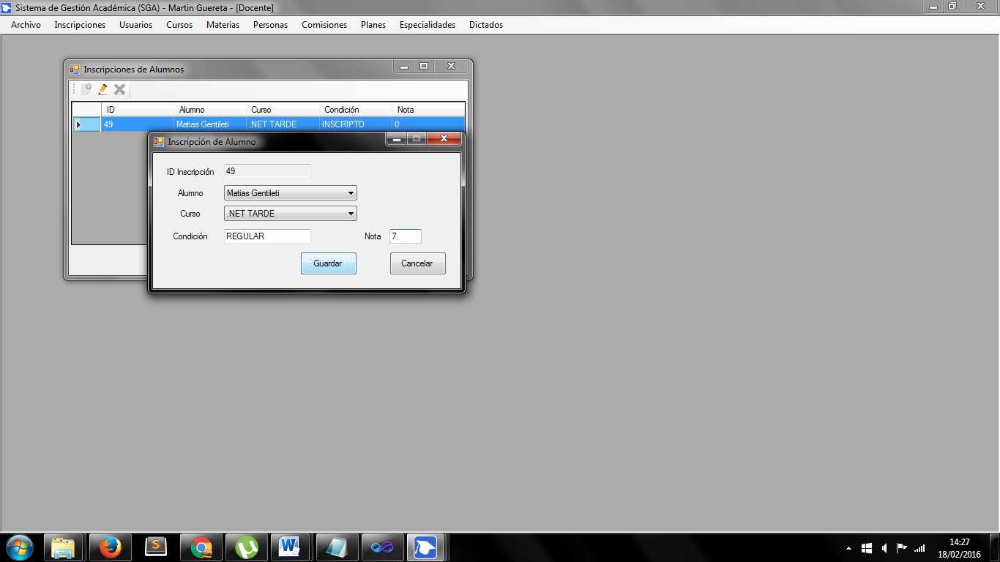 Sistema de Gestión Académica (SGA) - Martin Guereta - [Docente]
Archivo Inscripciones Usuarios Cursos Materias Personas Comisiones Planes Especialidades Dictados
Inscripciones de Alumnos
ID Alumno Curso Condición Nota
49 Matias Gentileti .NET TARDE INSCRIPTO 0
Inscripción de Alumno
ID Inscripción 49
Alumno Matias Gentileti
Curso .NET TARDE
Condición REGULAR Nota 7
Guardar Cancelar
14:27
18/02/2016